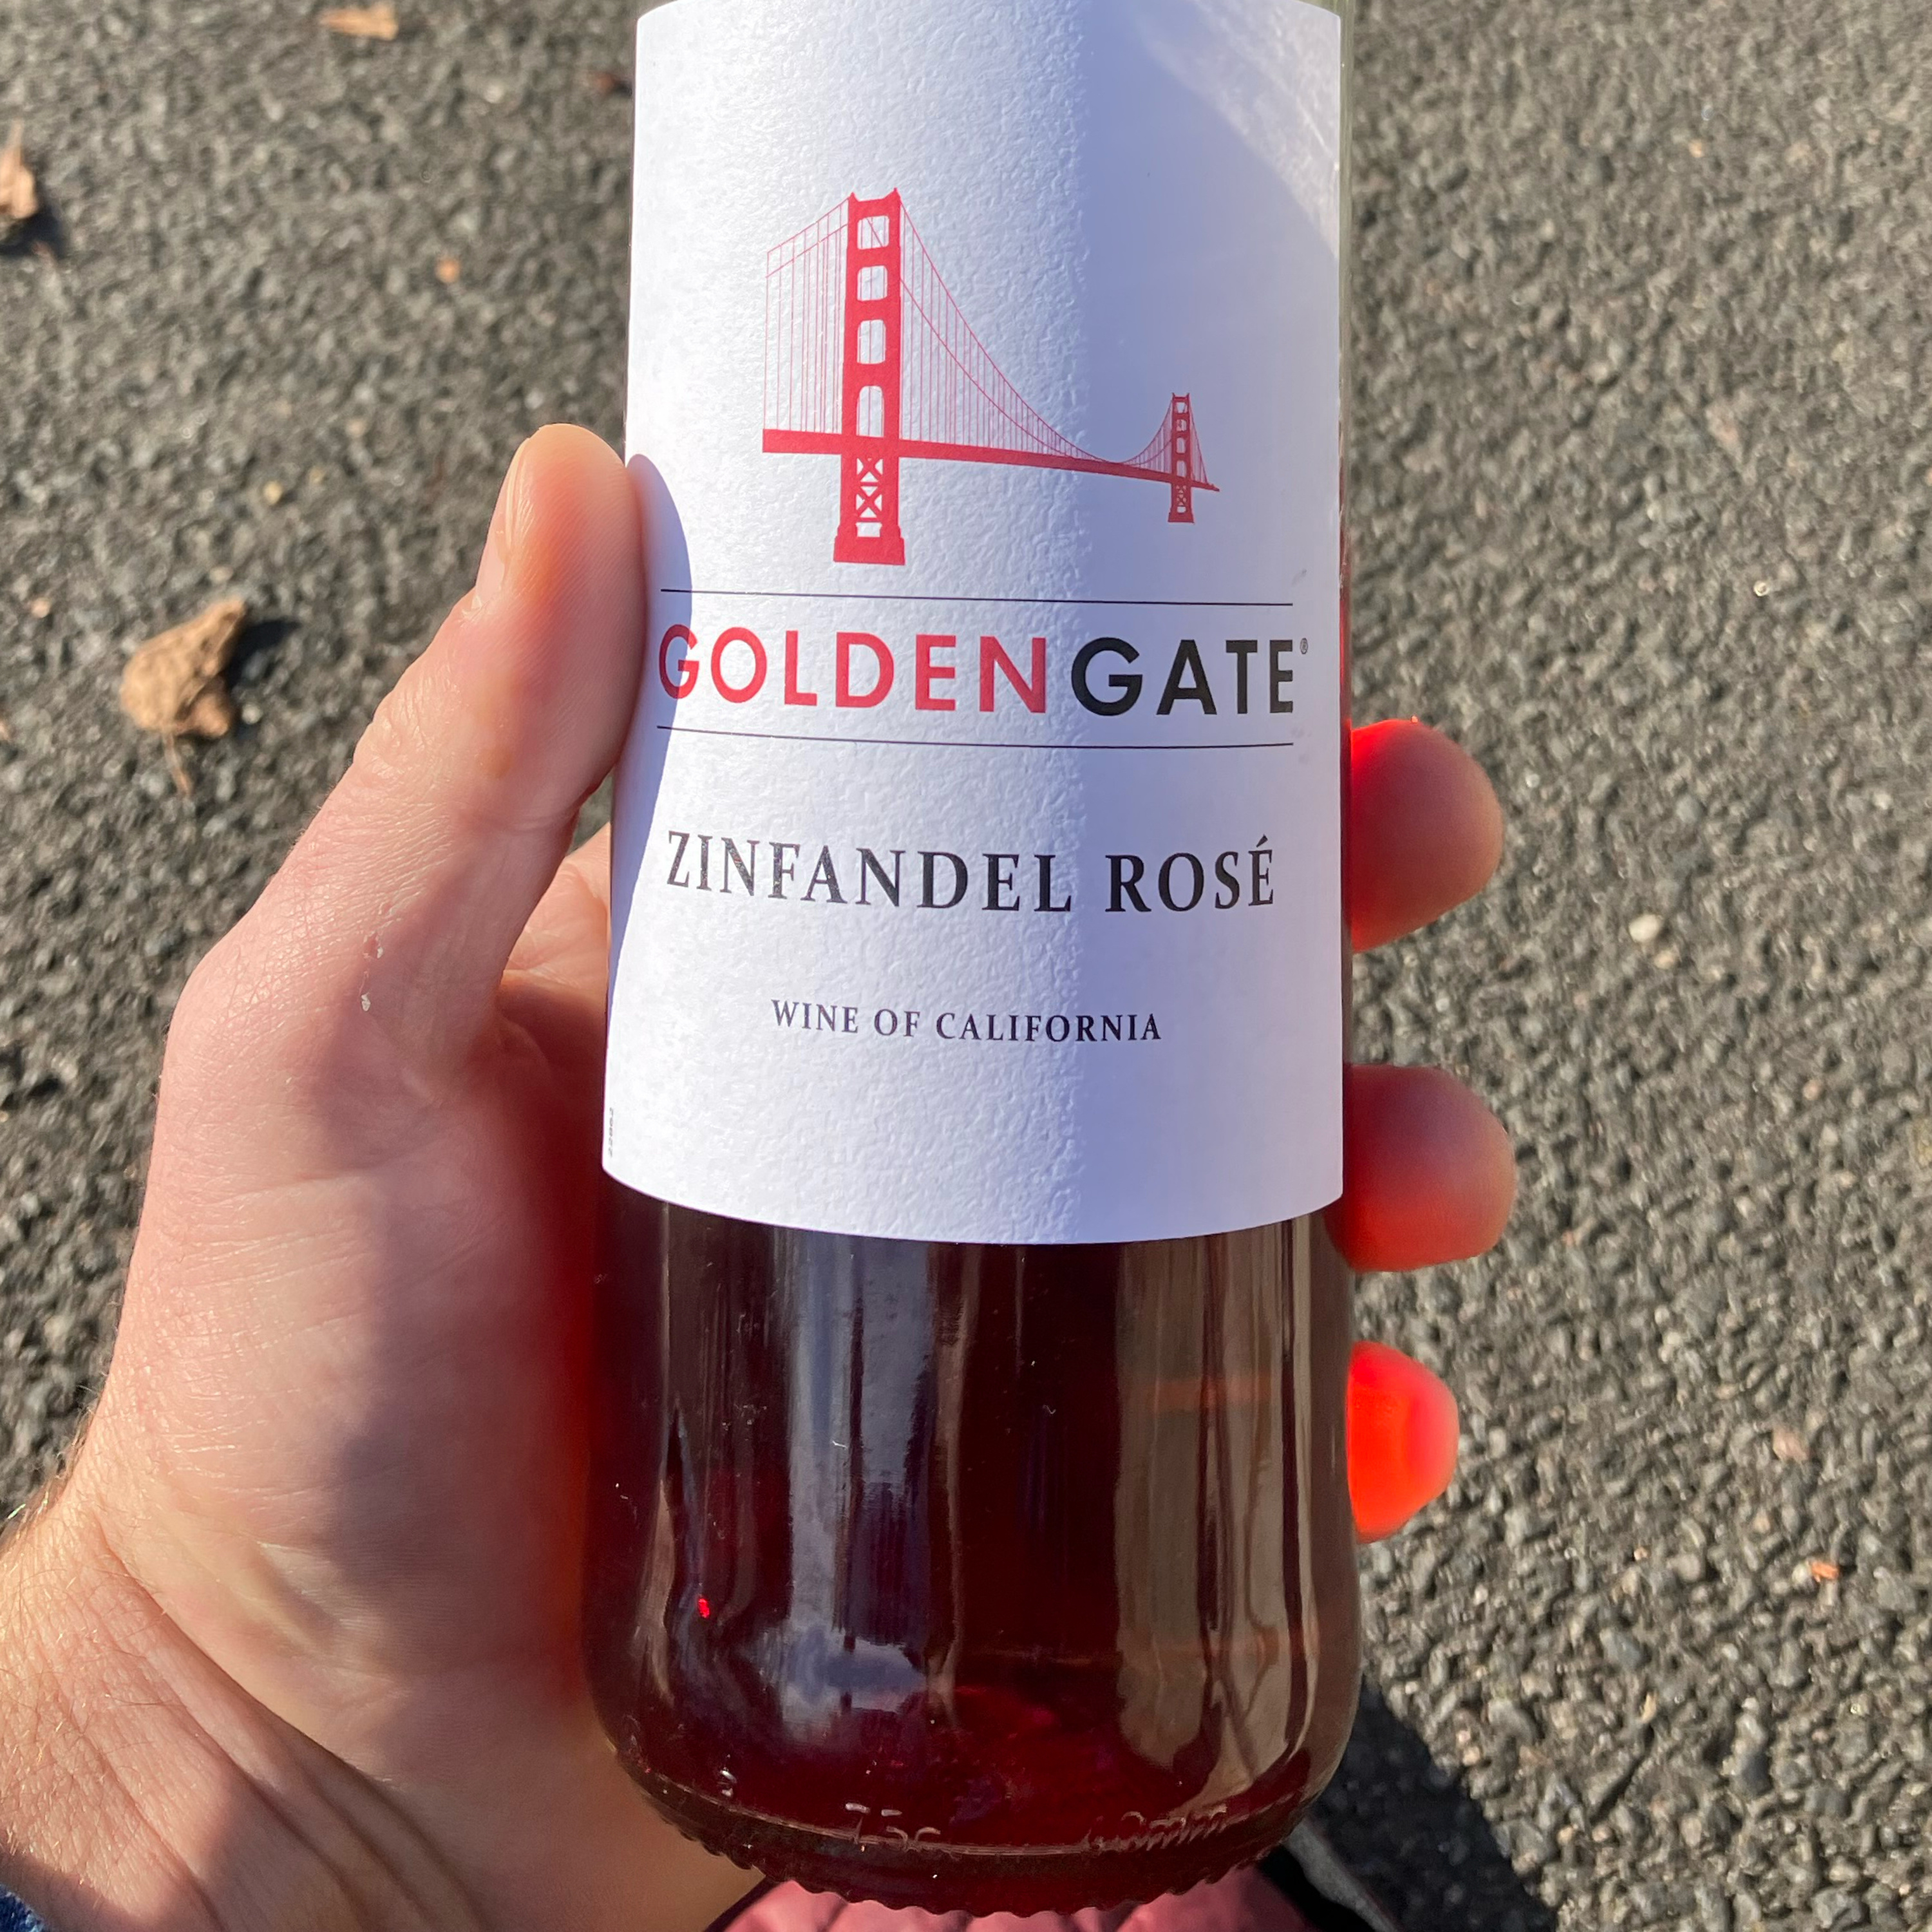 GOLDENGATE®
ZINFANDEL ROSÉ
WINE OF CALIFORNIA